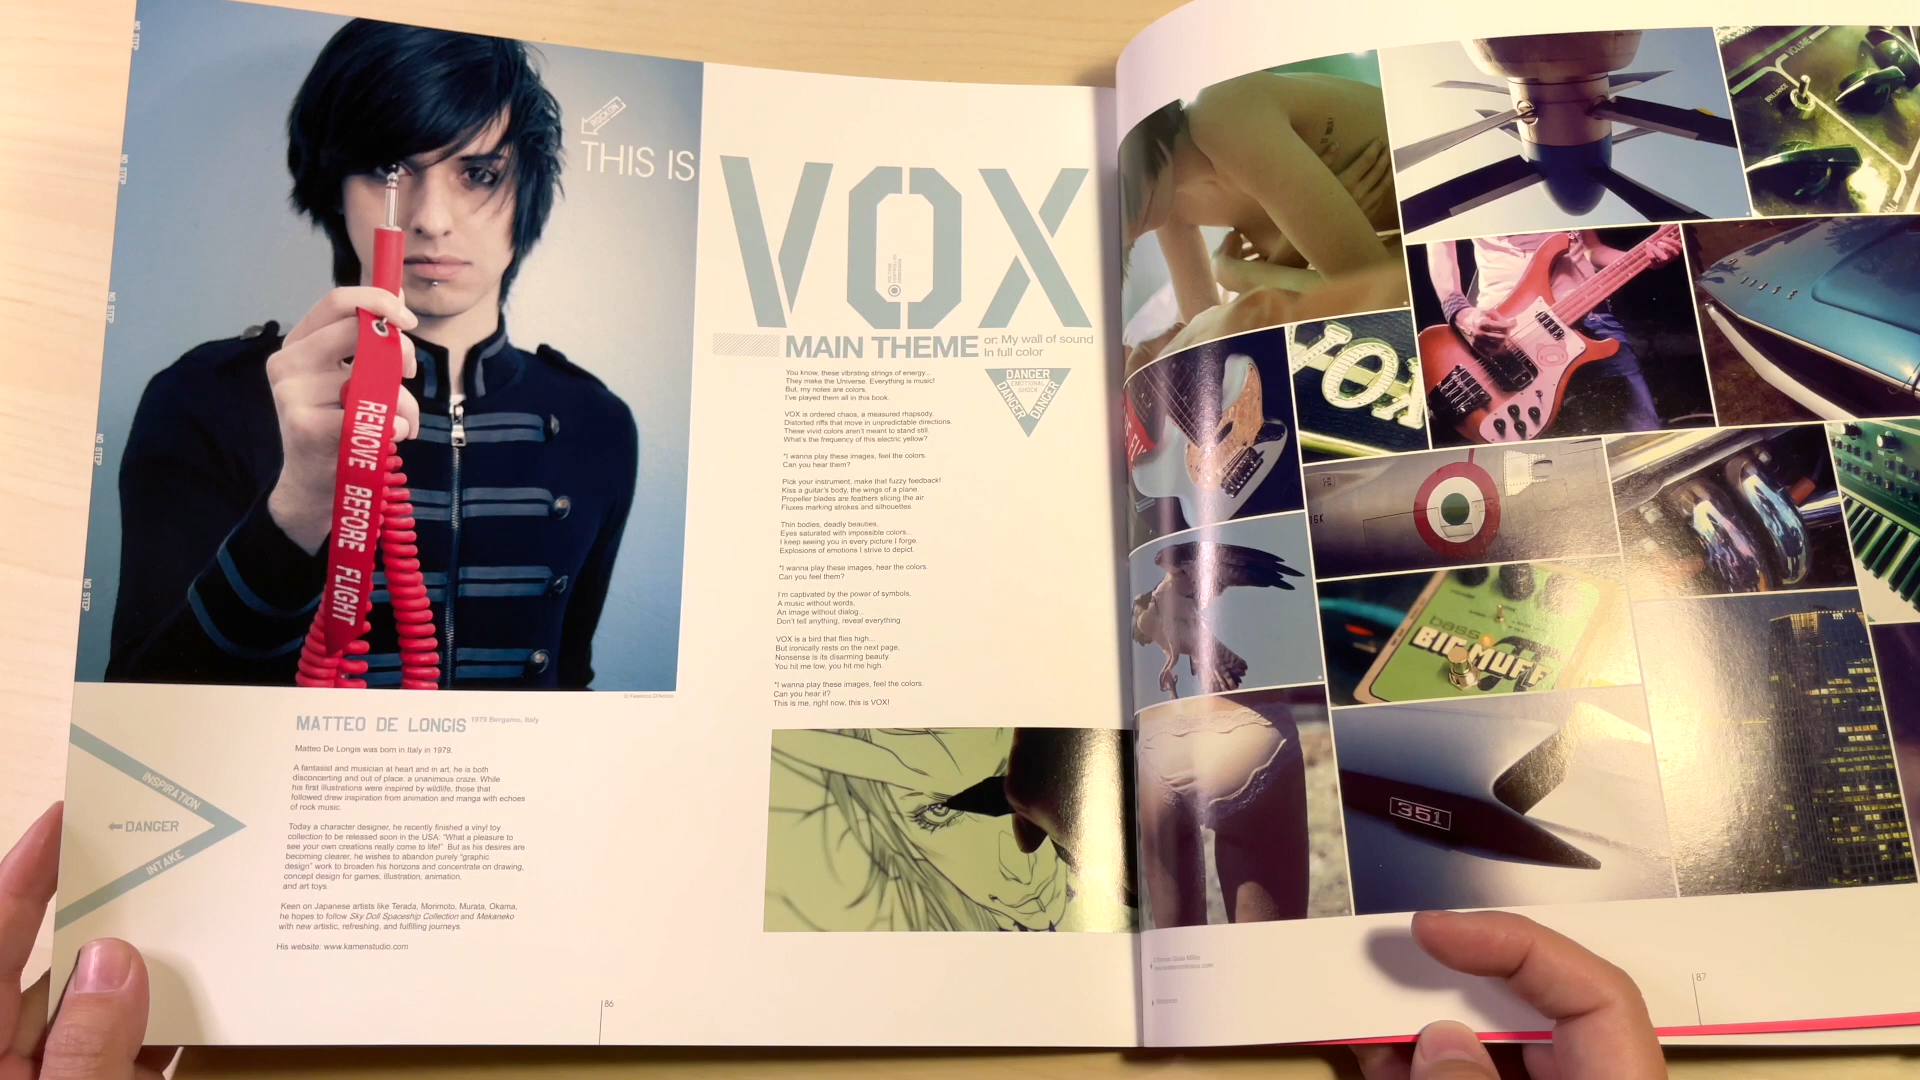 NO STEP
NO STEP
NO STEP
NO STEP
NO STEP
ROCK ON
THIS IS
VOX
MAIN THEME
or: My wall of sound
In full color
DANGER
DANGER
DANGER
EMOTIONAL
SHOCK
You know, these vibrating strings of energy...
They make the Universe. Everything is music!
But, my notes are colors.
I've played them all in this book.
VOX is ordered chaos, a measured rhapsody.
Distorted riffs that move in unpredictable directions.
These vivid colors aren't meant to stand still.
What's the frequency of this electric yellow?
*I wanna play these images, feel the colors.
Can you hear them?
Pick your instrument, make that fuzzy feedback!
Kiss a guitar's body, the wings of a plane
Propeller blades are feathers slicing the air
Fluxes marking strokes and silhouettes
Thin bodies, deadly beauties,
Eyes saturated with impossible colors...
I keep seeing you in every picture I forge.
Explosions of emotions I strive to depict.
*I wanna play these images, hear the colors.
Can you feel them?
I'm captivated by the power of symbols,
A music without words,
An image without dialog...
Don't tell anything, reveal everything.
VOX is a bird that flies high...
But ironically rests on the next page,
Nonsense is its disarming beauty.
You hit me low, you hit me high.
*I wanna play these images, feel the colors.
Can you hear it?
This is me, right now, this is VOX!
REMOVE BEFORE FLIGHT
MATTEO DE LONGIS 1979 Bergamo, Italy
Matteo De Longis was born in Italy in 1979.
A fantasist and musician at heart and in art, he is both
disconcerting and out of place: a unanimous craze. While
his first illustrations were inspired by wildlife, those that
followed drew inspiration from animation and manga with echoes
of rock music.
Today a character designer, he recently finished a vinyl toy
collection to be released soon in the USA: "What a pleasure to
see your own creations really come to life!" But as his desires are
becoming clearer, he wishes to abandon purely "graphic
design" work to broaden his horizons and concentrate on drawing,
concept design for games, illustration, animation,
and art toys.
Keen on Japanese artists like Terada, Morimoto, Murata, Okama,
he hopes to follow Sky Doll Spaceship Collection and Mekaneko
with new artistic, refreshing, and fulfilling journeys.
His website: www.kamenstudio.com
INSPIRATION
DANGER
INTAKE
86
VOLUME
BRILLIANCE
VOX
bass
BIG MUFF
351
87